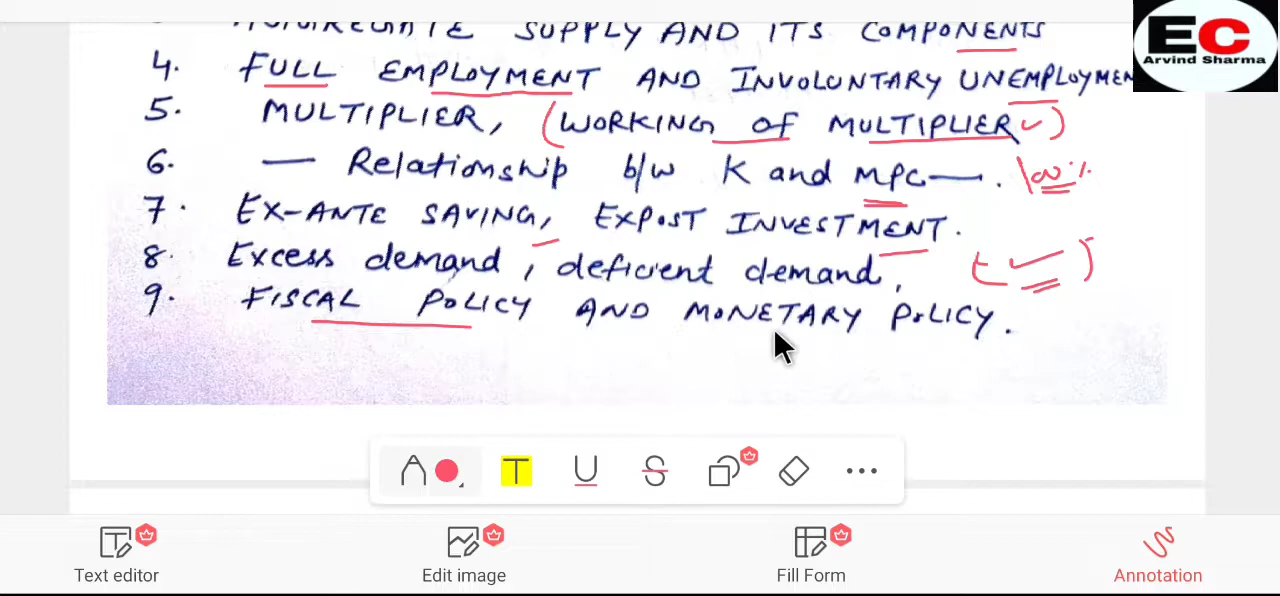 SUPPLY AND ITS COMPONENTS
EC
Arvind Sharma
4. FULL EMPLOYMENT AND INVOLUNTARY UNEMPLOYMEN
5. MULTIPLIER, (WORKING OF MULTIPLIER)
6. — Relationship b/w K and MPC —. 100%
7. EX-ANTE SAVING, EXPOST INVESTMENT.
8. Excess demand, deficient demand,
9. FISCAL POLICY AND MONETARY POLICY.
T U S
Text editor
Edit image
Fill Form
Annotation